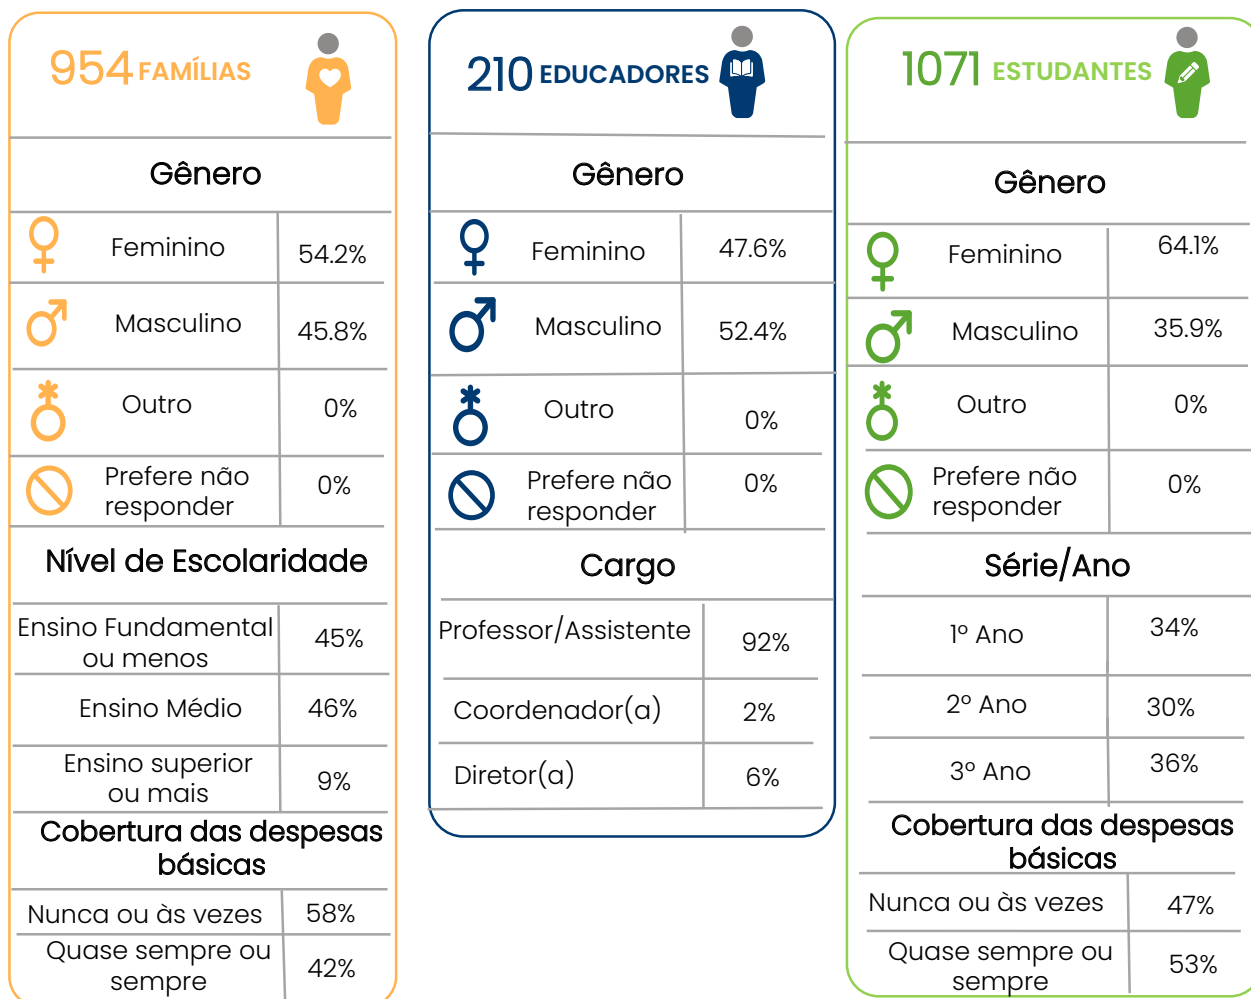 954 FAMÍLIAS
Gênero
Feminino 54.2%
Masculino 45.8%
Outro 0%
Prefere não
responder 0%
Nível de Escolaridade
Ensino Fundamental
ou menos 45%
Ensino Médio 46%
Ensino superior
ou mais 9%
Cobertura das despesas
básicas
Nunca ou às vezes 58%
Quase sempre ou
sempre 42%
210 EDUCADORES
Gênero
Feminino 47.6%
Masculino 52.4%
Outro 0%
Prefere não
responder 0%
Cargo
Professor/Assistente 92%
Coordenador(a) 2%
Diretor(a) 6%
1071 ESTUDANTES
Gênero
Feminino 64.1%
Masculino 35.9%
Outro 0%
Prefere não
responder 0%
Série/Ano
1º Ano 34%
2º Ano 30%
3º Ano 36%
Cobertura das despesas
básicas
Nunca ou às vezes 47%
Quase sempre ou
sempre 53%